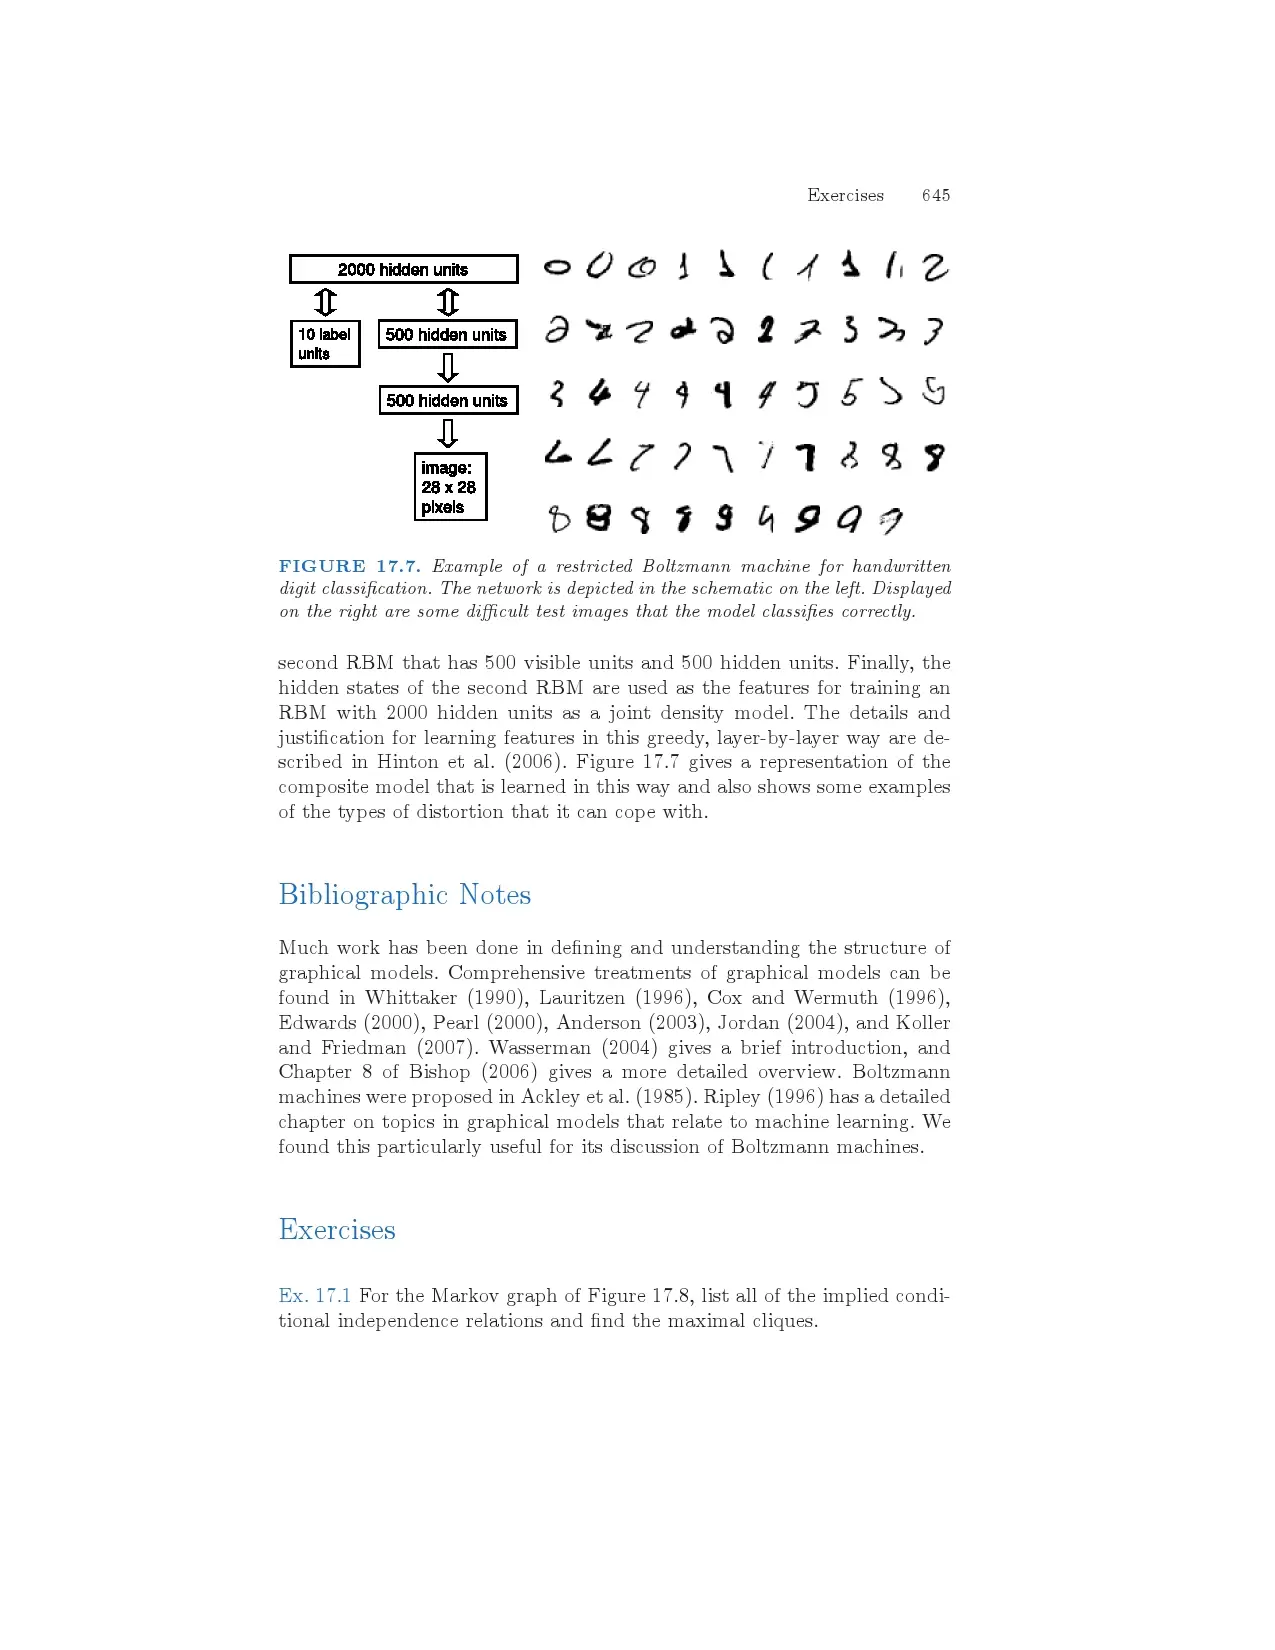 Exercises 645
2000 hidden units
10 label
units
500 hidden units
500 hidden units
image:
28 x 28
pixels
FIGURE 17.7. Example of a restricted Boltzmann machine for handwritten
digit classification. The network is depicted in the schematic on the left. Displayed
on the right are some difficult test images that the model classifies correctly.
second RBM that has 500 visible units and 500 hidden units. Finally, the
hidden states of the second RBM are used as the features for training an
RBM with 2000 hidden units as a joint density model. The details and
justification for learning features in this greedy, layer-by-layer way are de-
scribed in Hinton et al. (2006). Figure 17.7 gives a representation of the
composite model that is learned in this way and also shows some examples
of the types of distortion that it can cope with.
Bibliographic Notes
Much work has been done in defining and understanding the structure of
graphical models. Comprehensive treatments of graphical models can be
found in Whittaker (1990), Lauritzen (1996), Cox and Wermuth (1996),
Edwards (2000), Pearl (2000), Anderson (2003), Jordan (2004), and Koller
and Friedman (2007). Wasserman (2004) gives a brief introduction, and
Chapter 8 of Bishop (2006) gives a more detailed overview. Boltzmann
machines were proposed in Ackley et al. (1985). Ripley (1996) has a detailed
chapter on topics in graphical models that relate to machine learning. We
found this particularly useful for its discussion of Boltzmann machines.
Exercises
Ex. 17.1 For the Markov graph of Figure 17.8, list all of the implied condi-
tional independence relations and find the maximal cliques.